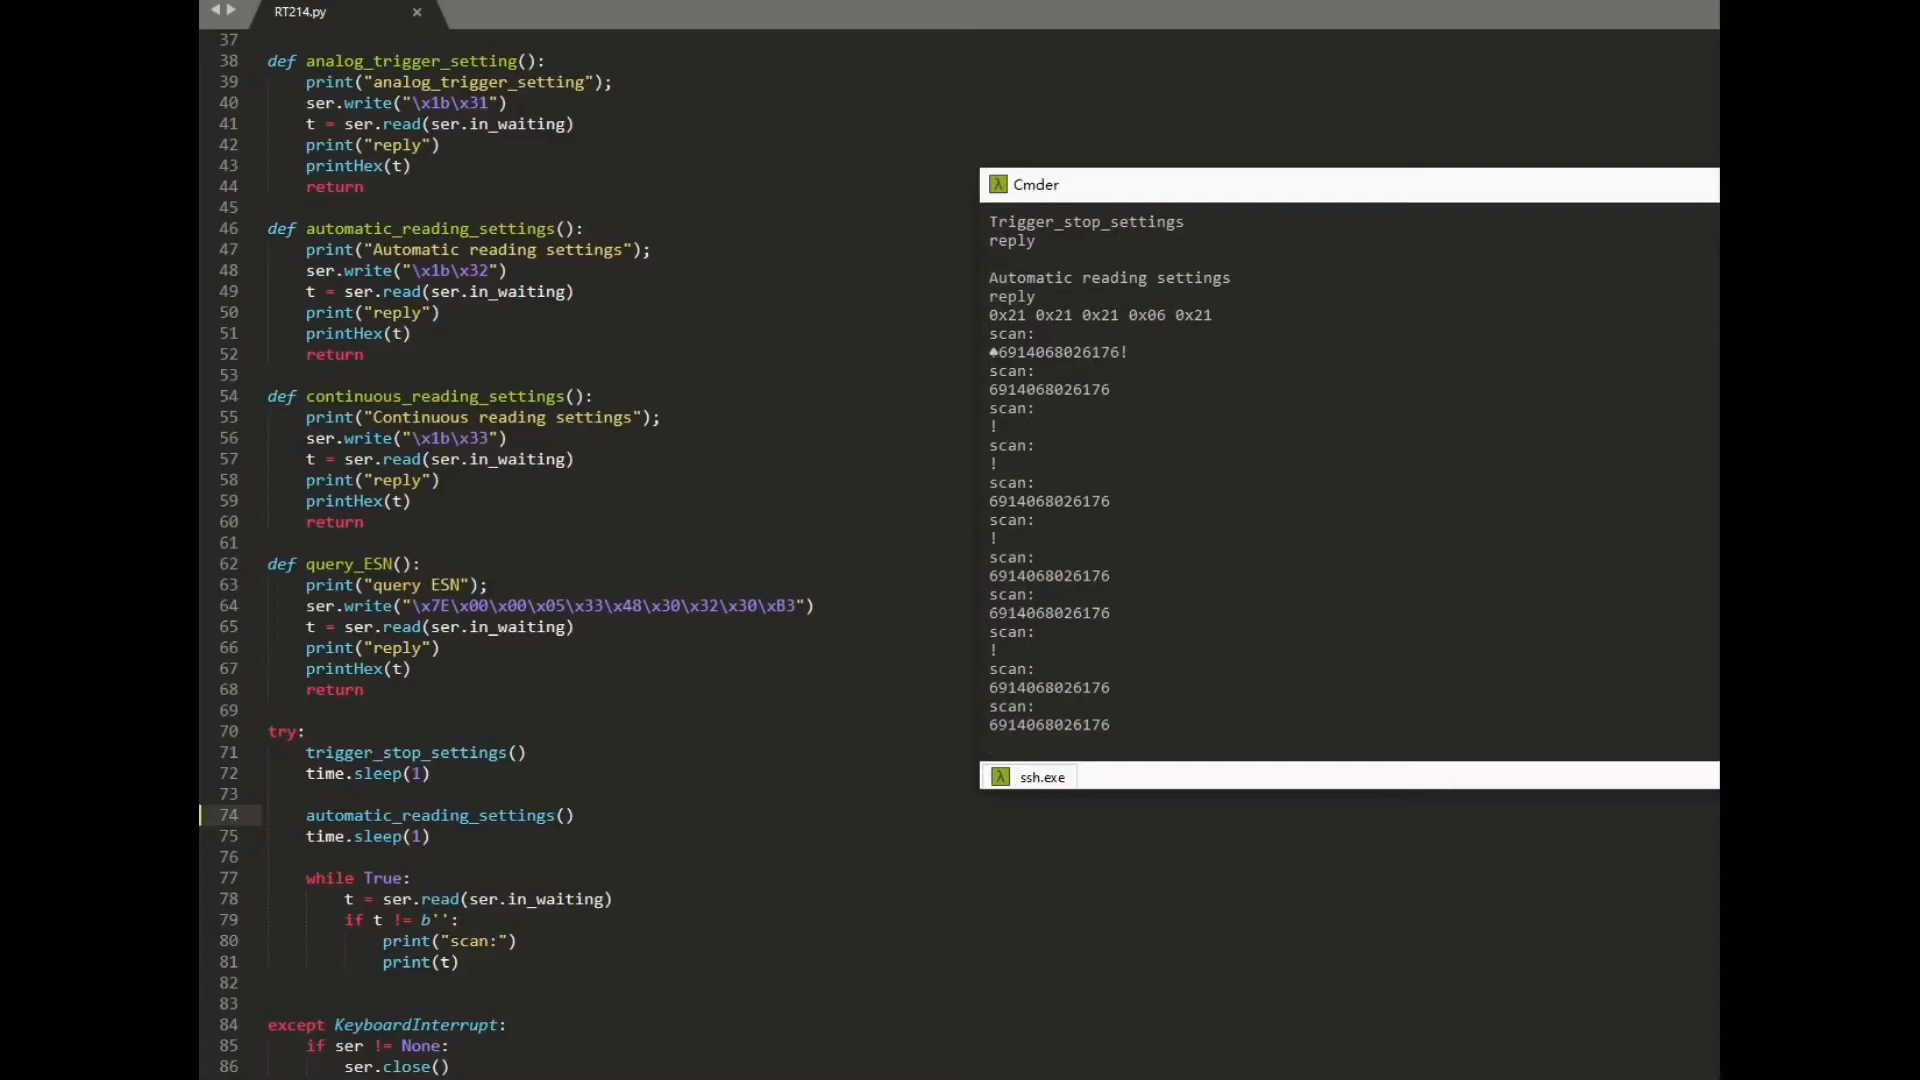 RT214.py ×
37
38 def analog_trigger_setting():
39 print("analog_trigger_setting");
40 ser.write("\x1b\x31")
41 t = ser.read(ser.in_waiting)
42 print("reply")
43 printHex(t)
44 return
45
46 def automatic_reading_settings():
47 print("Automatic reading settings");
48 ser.write("\x1b\x32")
49 t = ser.read(ser.in_waiting)
50 print("reply")
51 printHex(t)
52 return
53
54 def continuous_reading_settings():
55 print("Continuous reading settings");
56 ser.write("\x1b\x33")
57 t = ser.read(ser.in_waiting)
58 print("reply")
59 printHex(t)
60 return
61
62 def query_ESN():
63 print("query ESN");
64 ser.write("\x7E\x00\x00\x05\x33\x48\x30\x32\x30\xB3")
65 t = ser.read(ser.in_waiting)
66 print("reply")
67 printHex(t)
68 return
69
70 try:
71 trigger_stop_settings()
72 time.sleep(1)
73
74 automatic_reading_settings()
75 time.sleep(1)
76
77 while True:
78 t = ser.read(ser.in_waiting)
79 if t != b'':
80 print("scan:")
81 print(t)
82
83
84 except KeyboardInterrupt:
85 if ser != None:
86 ser.close()
λ Cmder
Trigger_stop_settings
reply
Automatic reading settings
reply
0x21 0x21 0x21 0x06 0x21
scan:
♠6914068026176!
scan:
6914068026176
scan:
!
scan:
!
scan:
6914068026176
scan:
!
scan:
6914068026176
scan:
6914068026176
scan:
!
scan:
6914068026176
scan:
6914068026176
λ ssh.exe